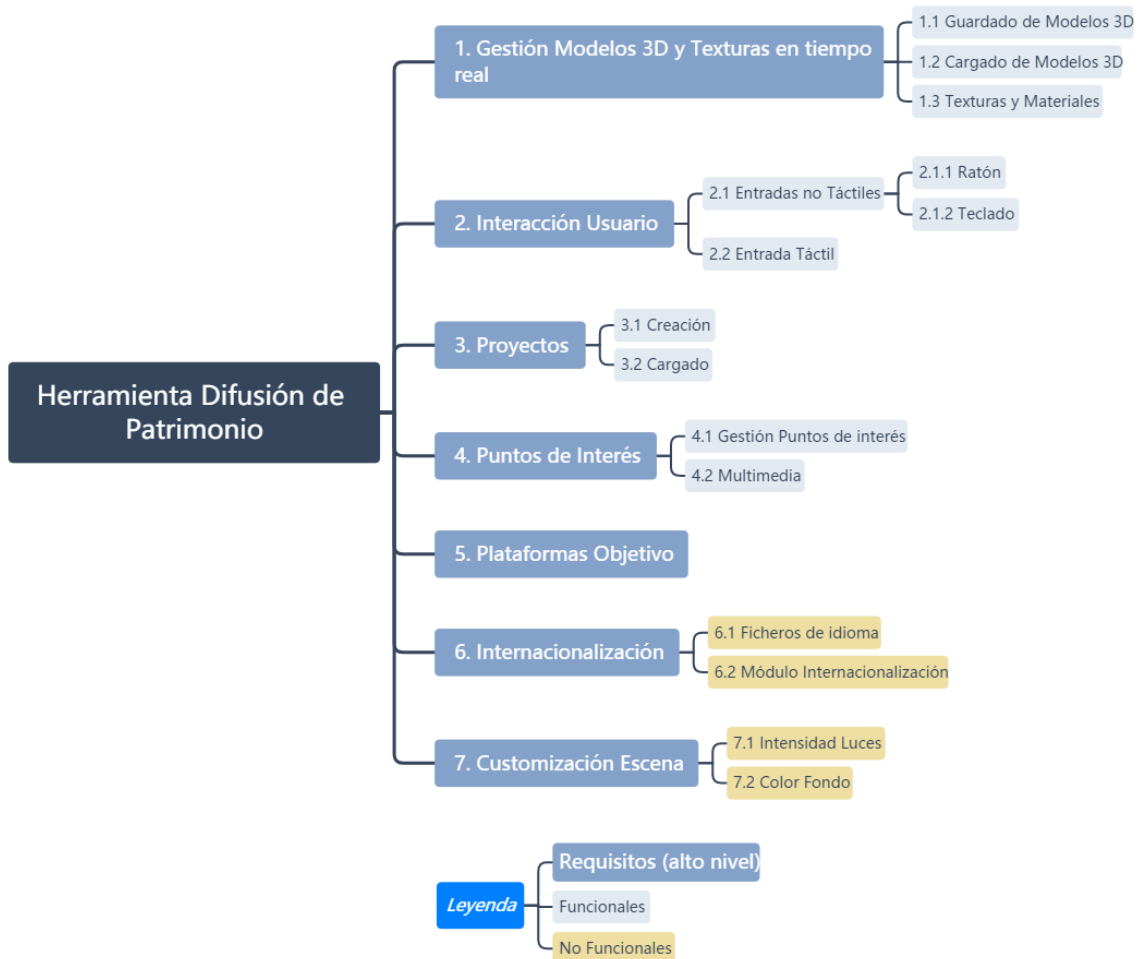 Herramienta Difusión de
Patrimonio
1. Gestión Modelos 3D y Texturas en tiempo
real
1.1 Guardado de Modelos 3D
1.2 Cargado de Modelos 3D
1.3 Texturas y Materiales
2. Interacción Usuario
2.1 Entradas no Táctiles
2.1.1 Ratón
2.1.2 Teclado
2.2 Entrada Táctil
3. Proyectos
3.1 Creación
3.2 Cargado
4. Puntos de Interés
4.1 Gestión Puntos de interés
4.2 Multimedia
5. Plataformas Objetivo
6. Internacionalización
6.1 Ficheros de idioma
6.2 Módulo Internacionalización
7. Customización Escena
7.1 Intensidad Luces
7.2 Color Fondo
Leyenda
Requisitos (alto nivel)
Funcionales
No Funcionales